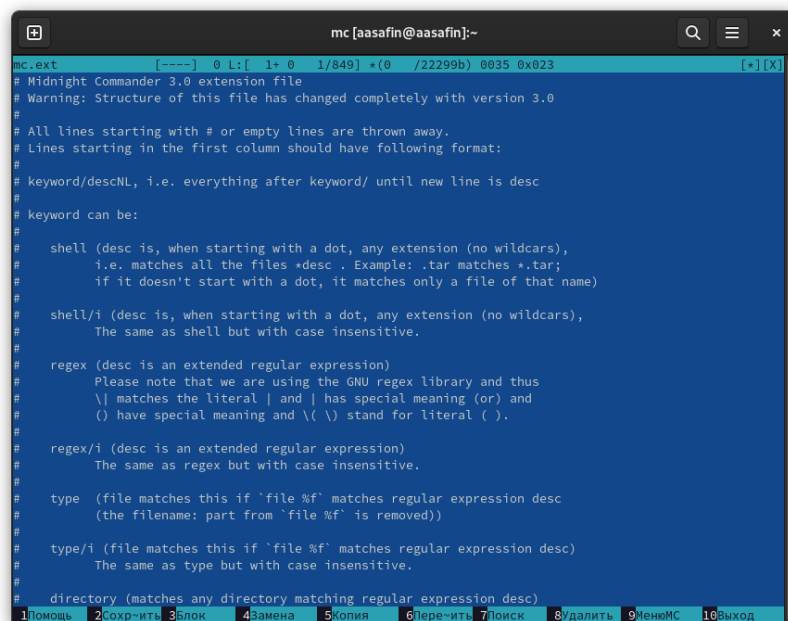 mc [aasafin@aasafin]:~
mc.ext [----] 0 L:[ 1+ 0 1/849] *(0 /22299b) 0035 0x023 [*][X]
# Midnight Commander 3.0 extension file
# Warning: Structure of this file has changed completely with version 3.0
#
# All lines starting with # or empty lines are thrown away.
# Lines starting in the first column should have following format:
#
# keyword/descNL, i.e. everything after keyword/ until new line is desc
#
# keyword can be:
#
#    shell (desc is, when starting with a dot, any extension (no wildcars),
#          i.e. matches all the files *desc . Example: .tar matches *.tar;
#          if it doesn't start with a dot, it matches only a file of that name)
#
#    shell/i (desc is, when starting with a dot, any extension (no wildcars),
#          The same as shell but with case insensitive.
#
#    regex (desc is an extended regular expression)
#          Please note that we are using the GNU regex library and thus
#          \| matches the literal | and | has special meaning (or) and
#          () have special meaning and \( \) stand for literal ( ).
#
#    regex/i (desc is an extended regular expression)
#          The same as regex but with case insensitive.
#
#    type  (file matches this if `file %f` matches regular expression desc
#          (the filename: part from `file %f` is removed))
#
#    type/i (file matches this if `file %f` matches regular expression desc)
#          The same as type but with case insensitive.
#
#    directory (matches any directory matching regular expression desc)
1Помощь 2Сохр~ить 3Блок 4Замена 5Копия 6Пере~ить 7Поиск 8Удалить 9МенюМС 10Выход